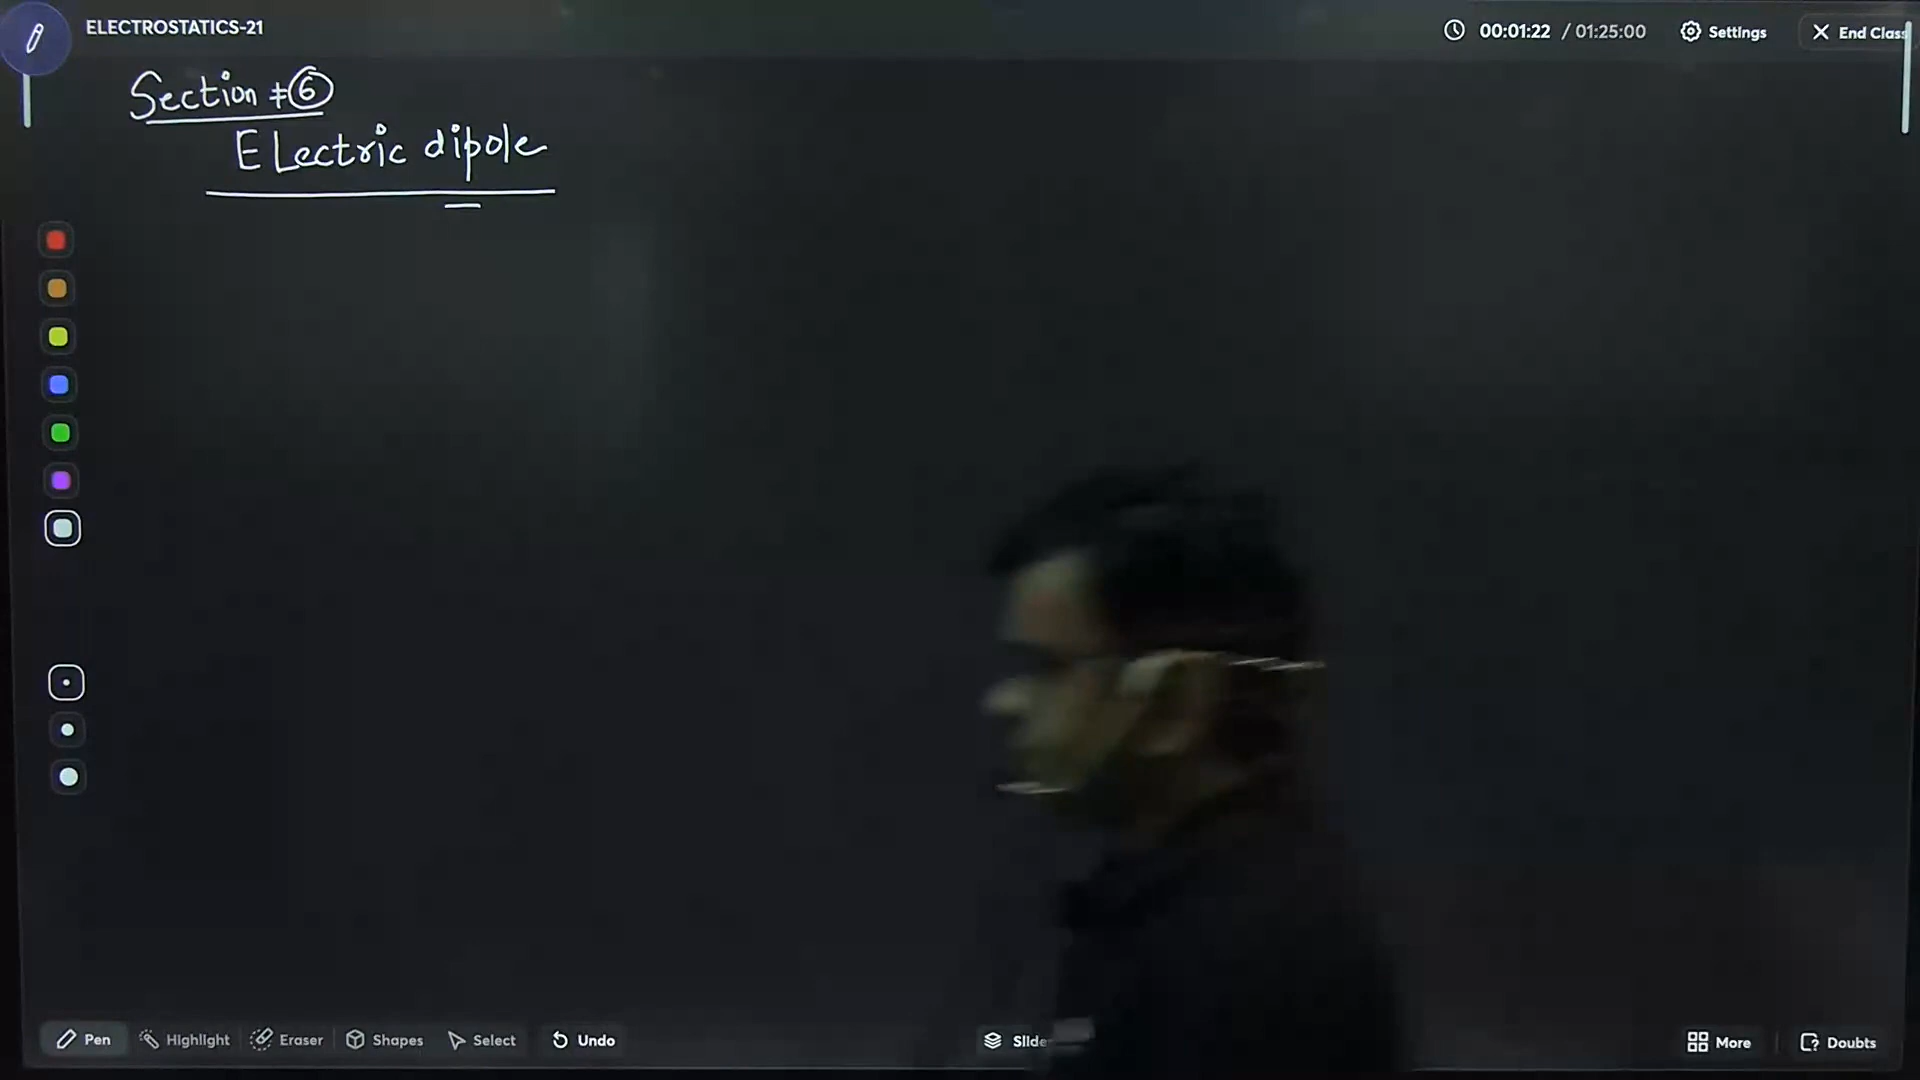 ELECTROSTATICS-21
00:01:22 / 01:25:00
Settings
End Class
Section # 6
ELectric dipole
Pen
Highlight
Eraser
Shapes
Select
Undo
Slide
More
Doubts